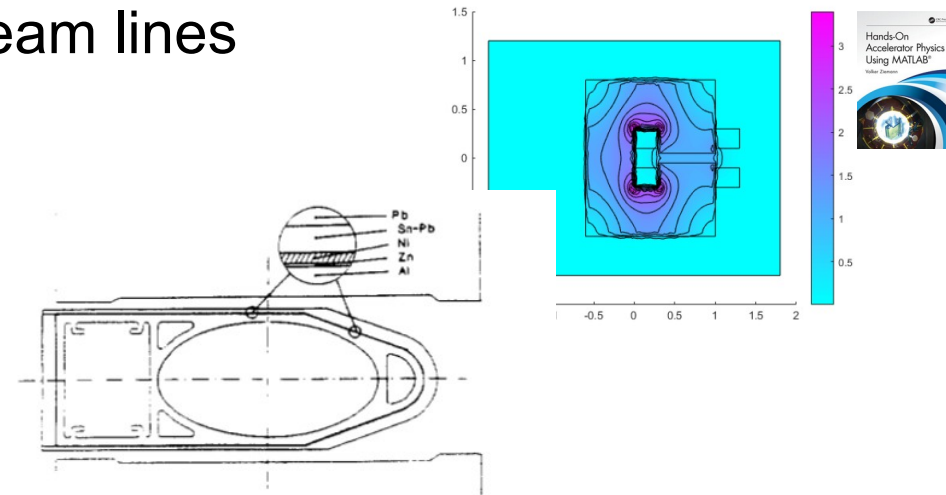 eam lines
1.5
1
0.5
0
-0.5
0
0.5
1
1.5
2
3
2.5
2
1.5
1
0.5
Hands-On
Accelerator Physics
Using MATLAB®
Volker Ziemann
Pb
Sn-Pb
Ni
Zn
Al